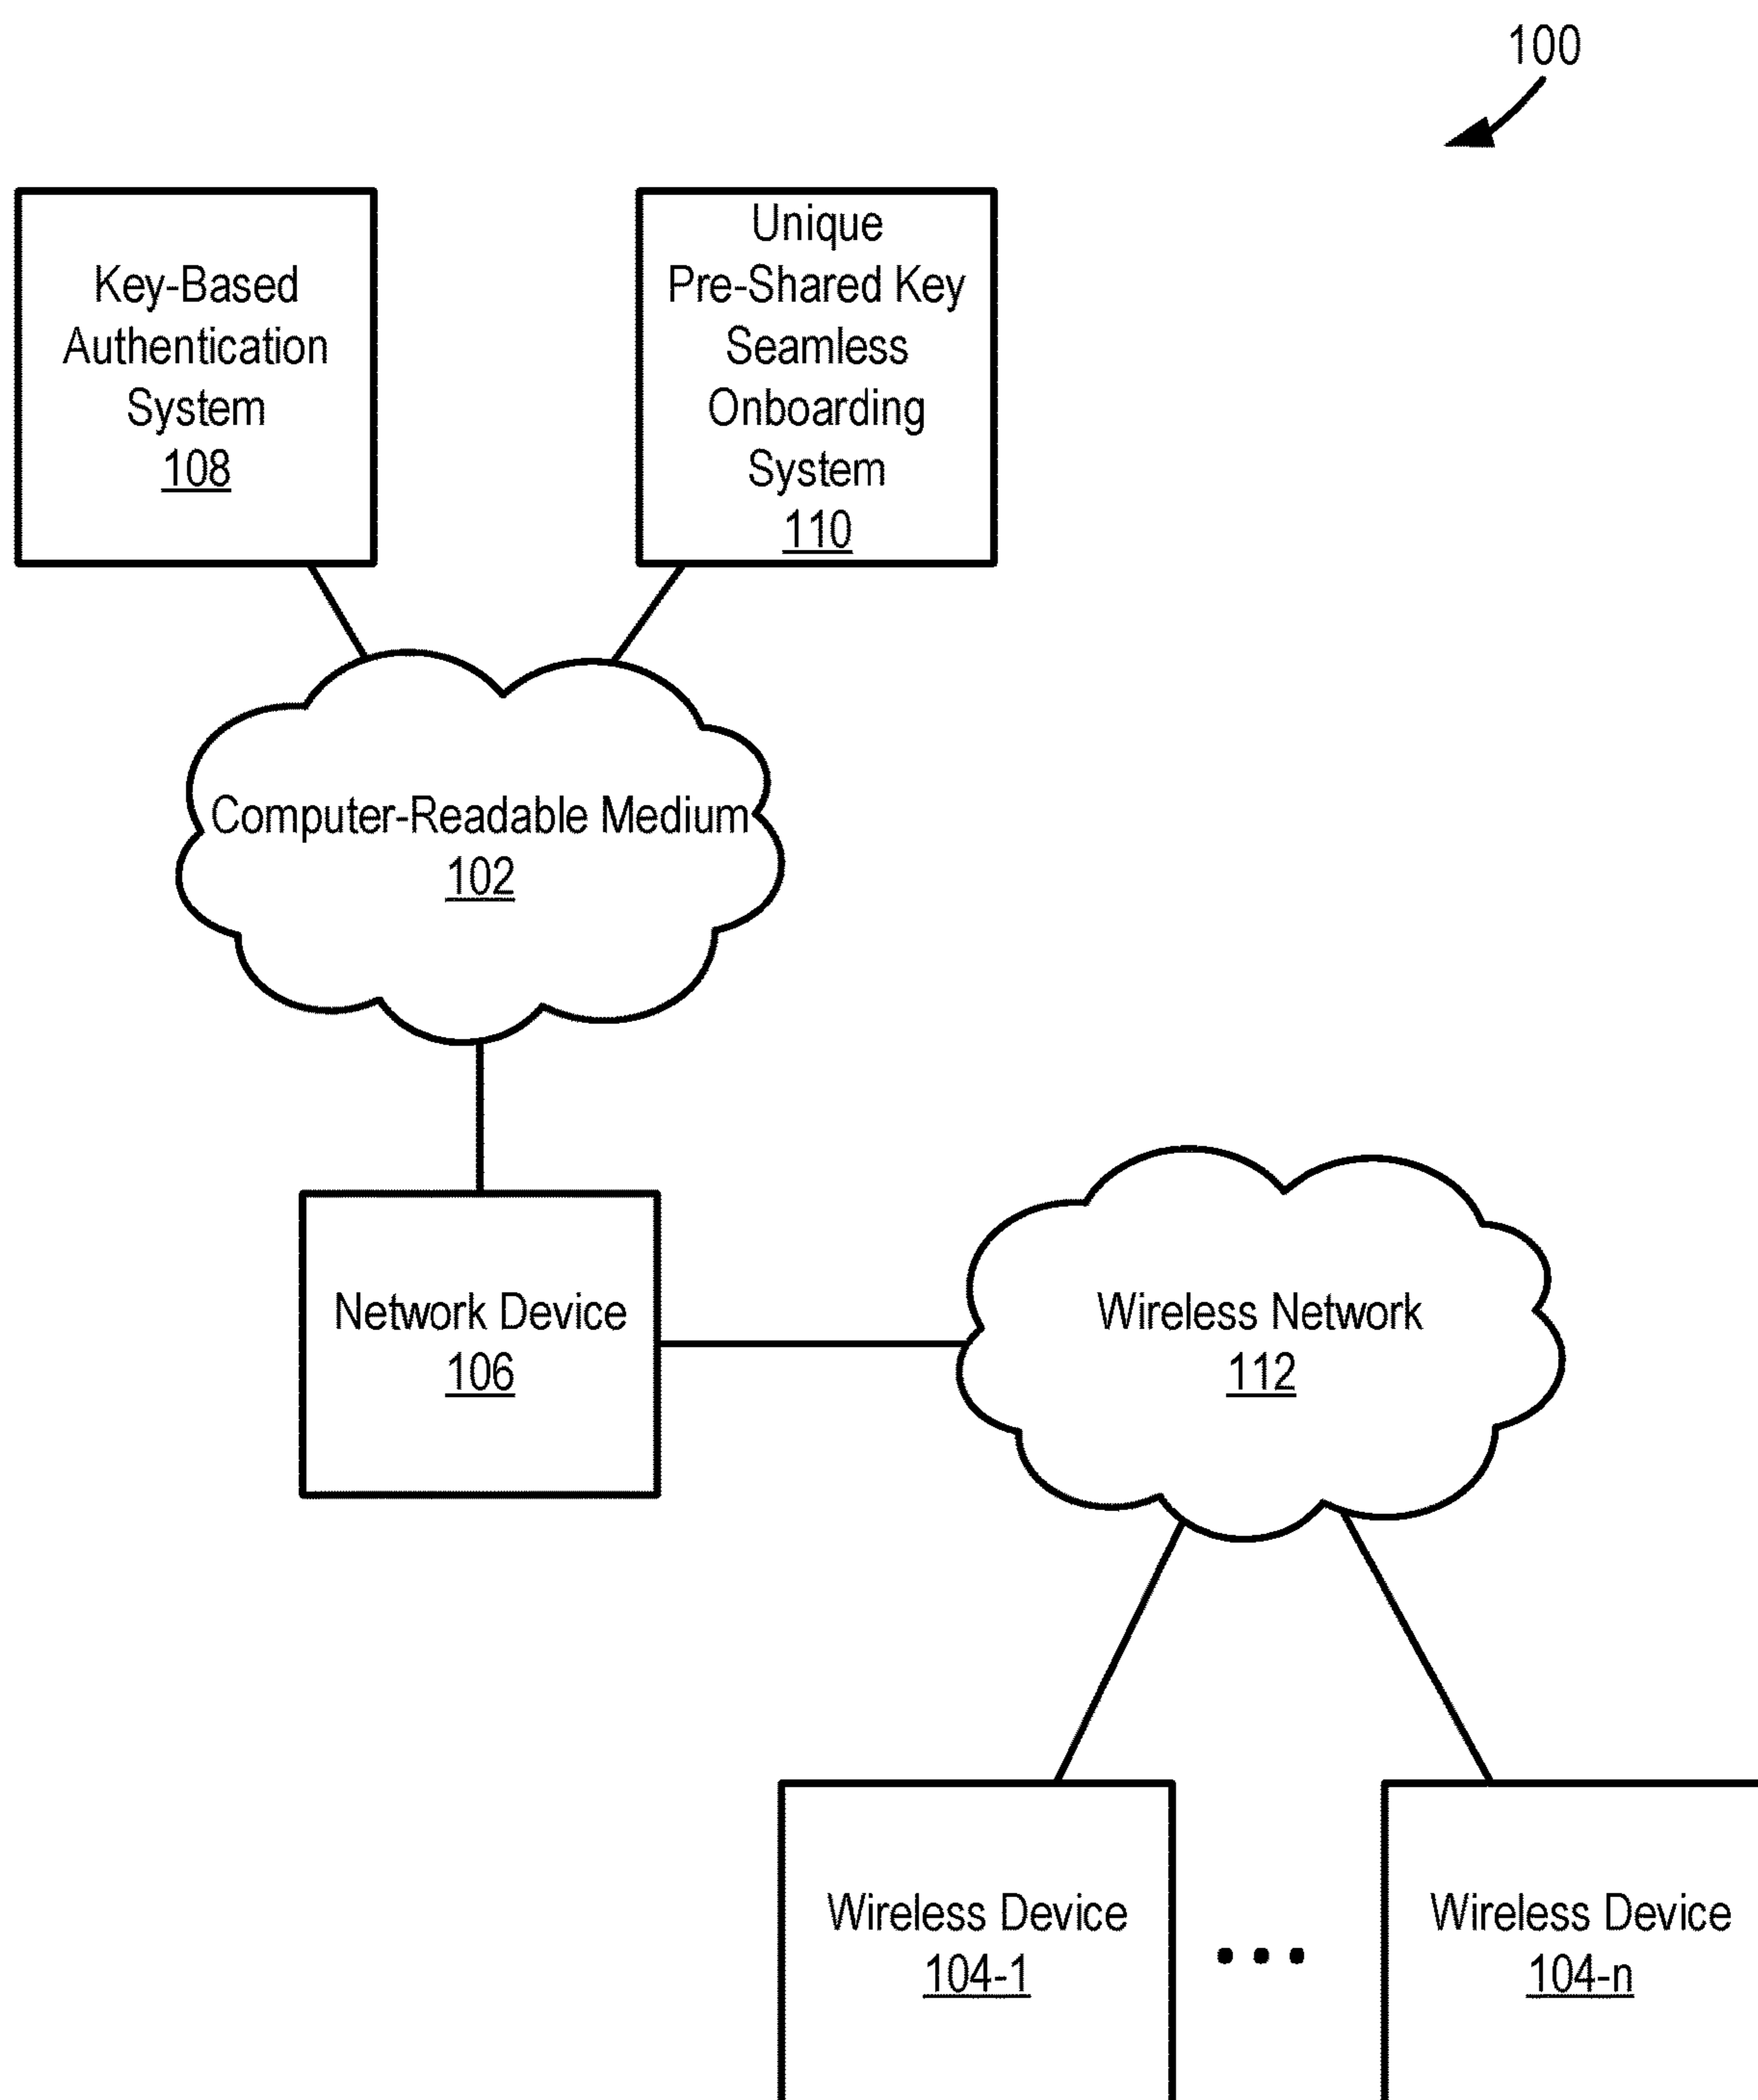 100
Key-Based
Authentication
System
108
Unique
Pre-Shared Key
Seamless
Onboarding
System
110
Computer-Readable Medium
102
Network Device
106
Wireless Network
112
Wireless Device
104-1
...
Wireless Device
104-n